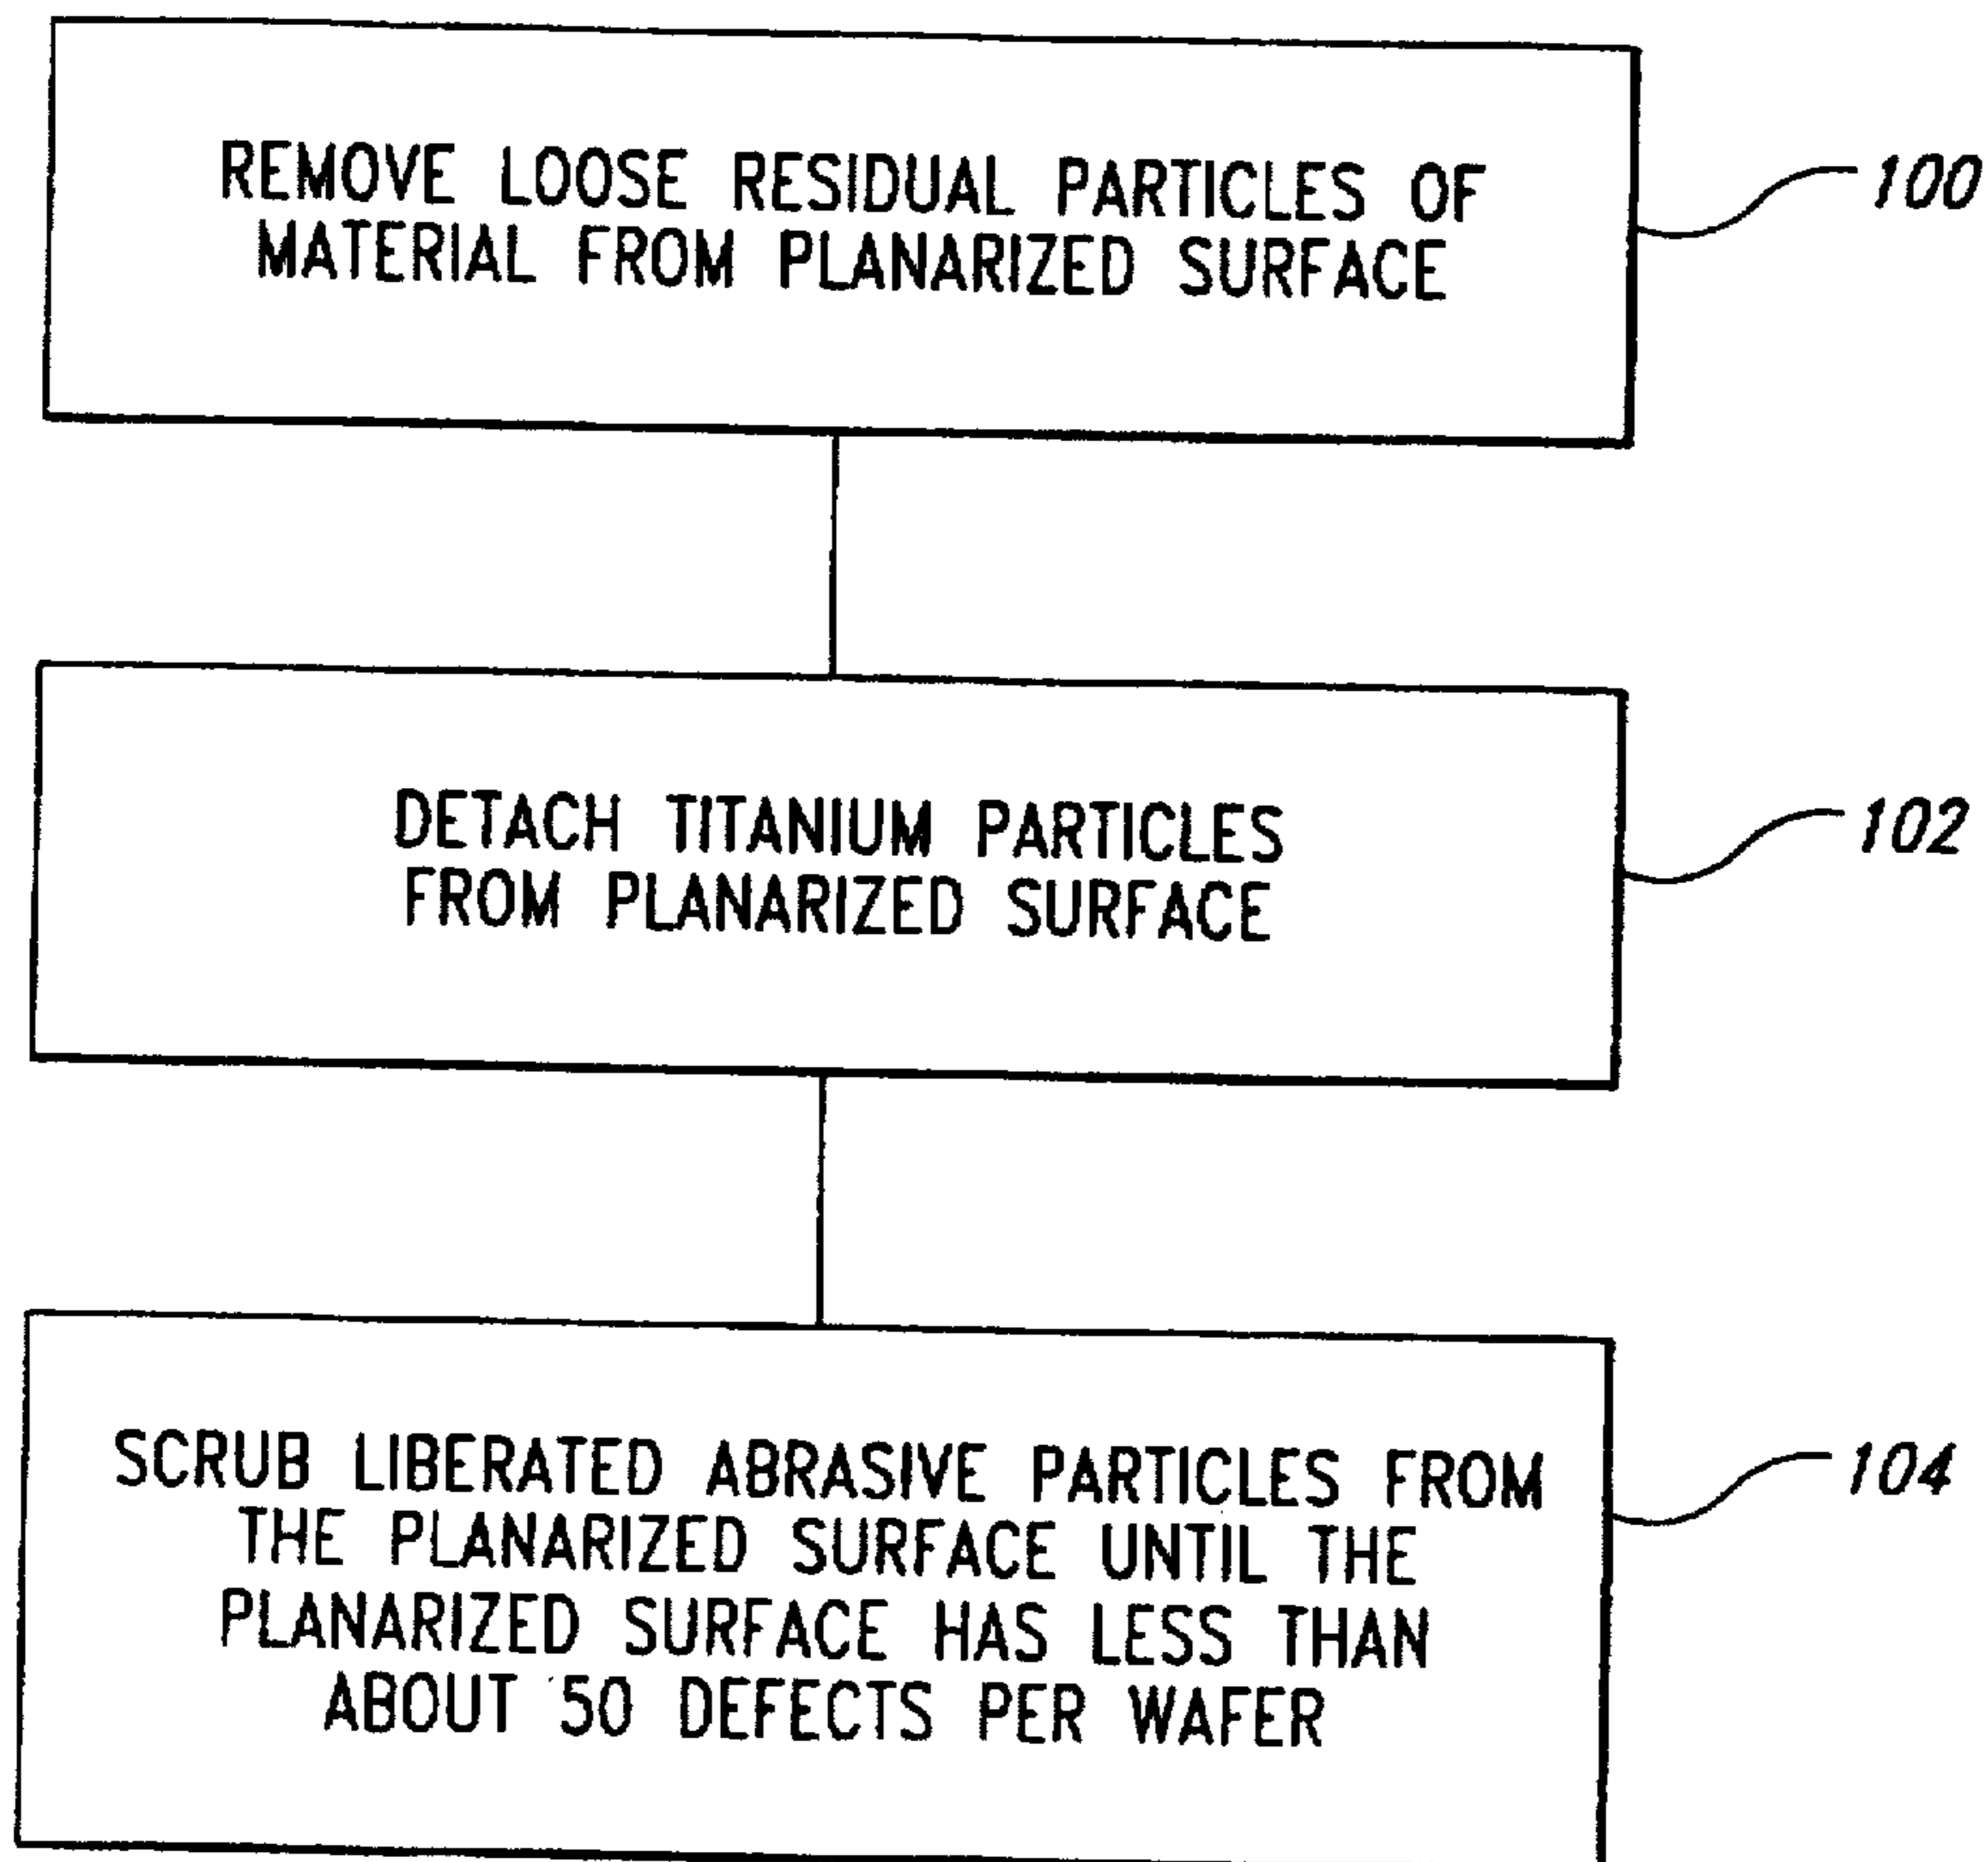 REMOVE LOOSE RESIDUAL PARTICLES OF
MATERIAL FROM PLANARIZED SURFACE
100
DETACH TITANIUM PARTICLES
FROM PLANARIZED SURFACE
102
SCRUB LIBERATED ABRASIVE PARTICLES FROM
THE PLANARIZED SURFACE UNTIL THE
PLANARIZED SURFACE HAS LESS THAN
ABOUT 50 DEFECTS PER WAFER
104